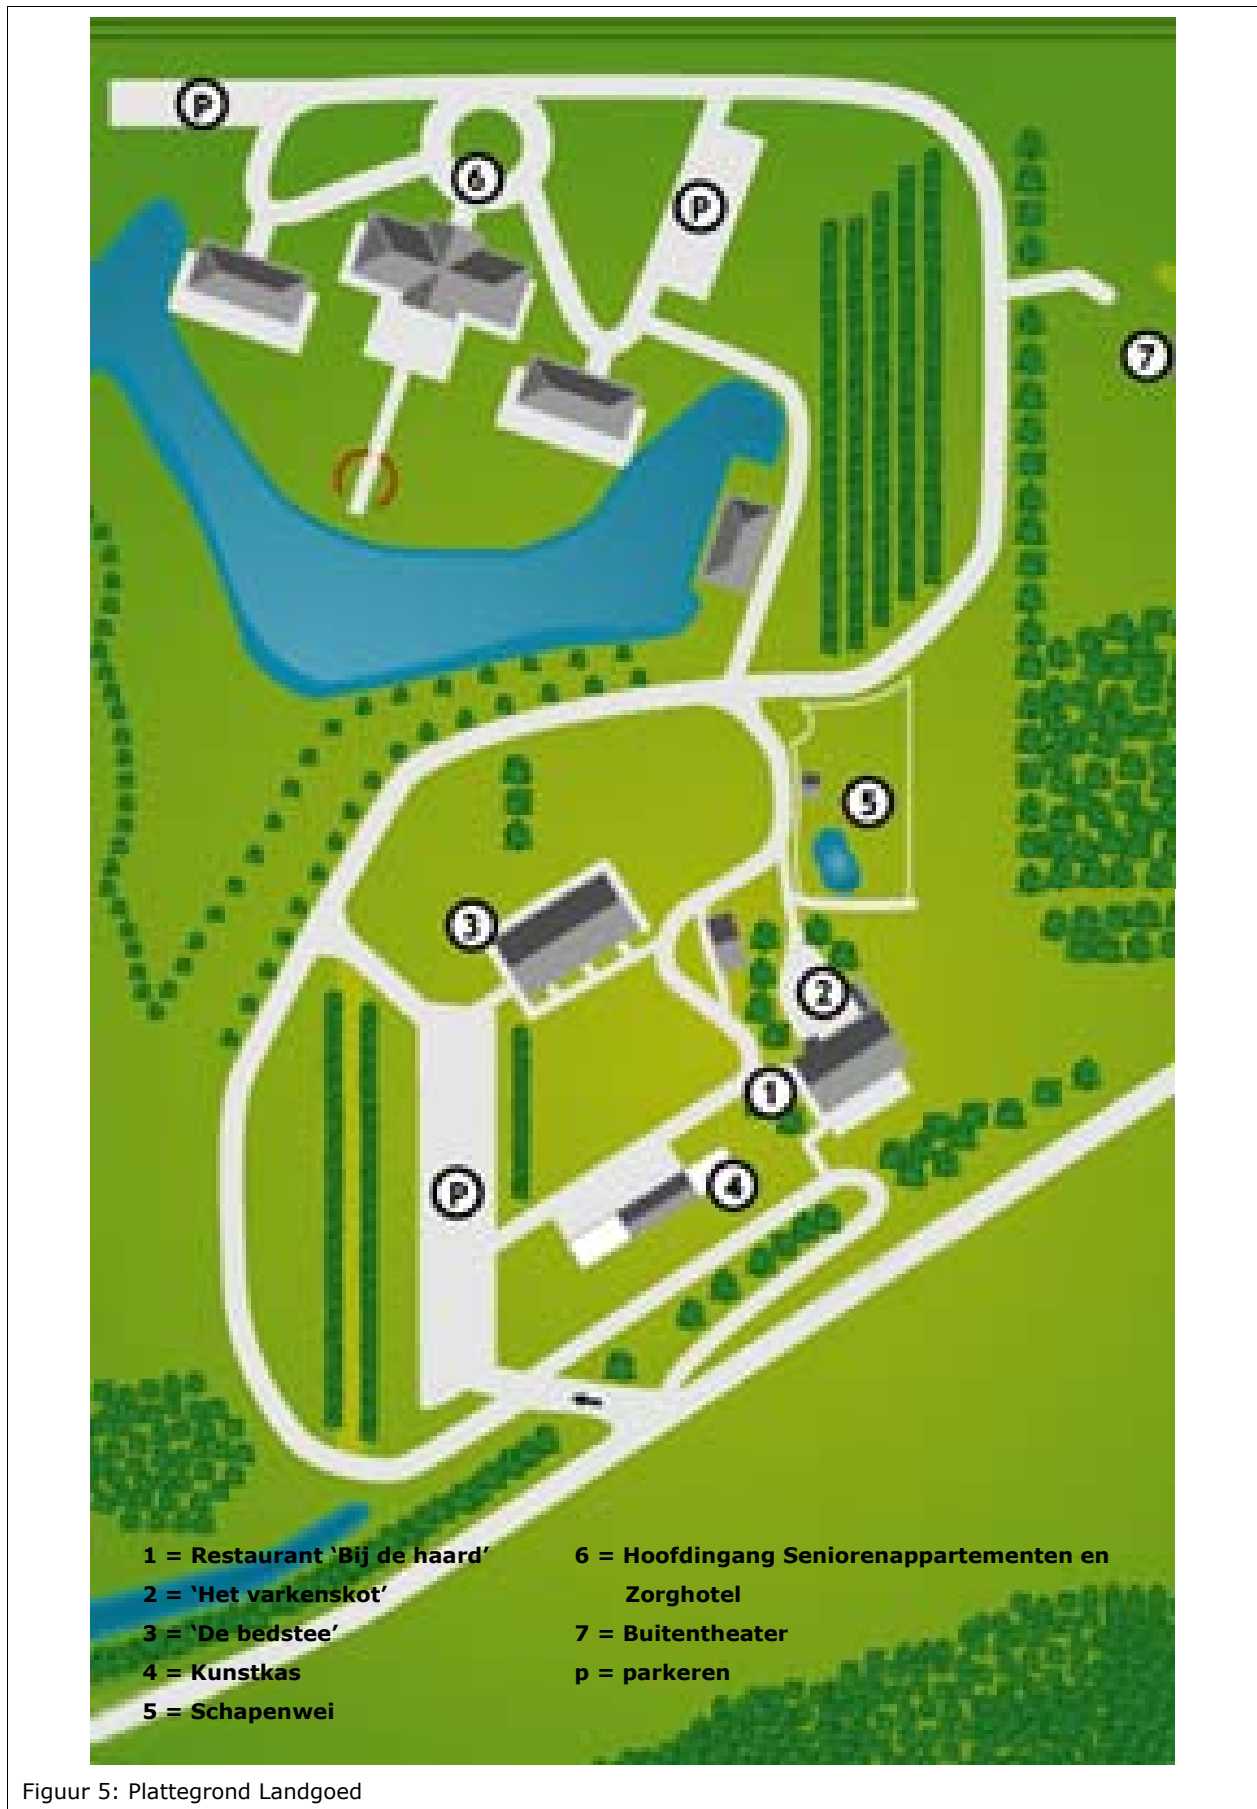 P
6
P
7
5
3
2
1
4
P
1 = Restaurant ‘Bij de haard’
2 = ‘Het varkenskot’
3 = ‘De bedstee’
4 = Kunstkas
5 = Schapenwei
6 = Hoofdingang Seniorenappartementen en
Zorghotel
7 = Buitentheater
p = parkeren
Figuur 5: Plattegrond Landgoed